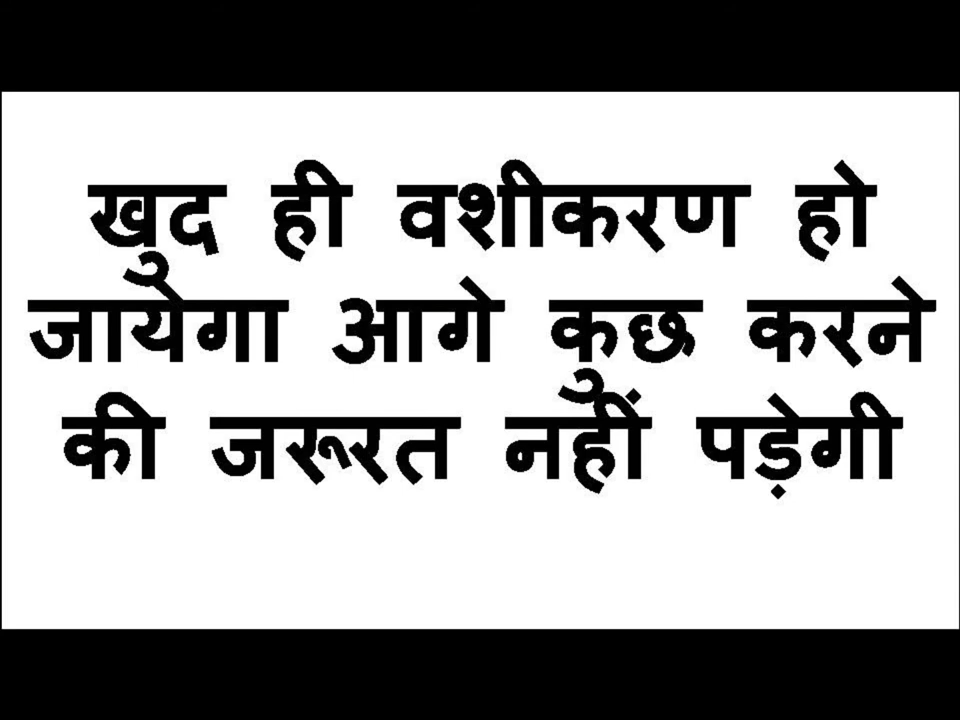 खुद ही वशीकरण हो
जायेगा आगे कुछ करने
की जरूरत नहीं पड़ेगी